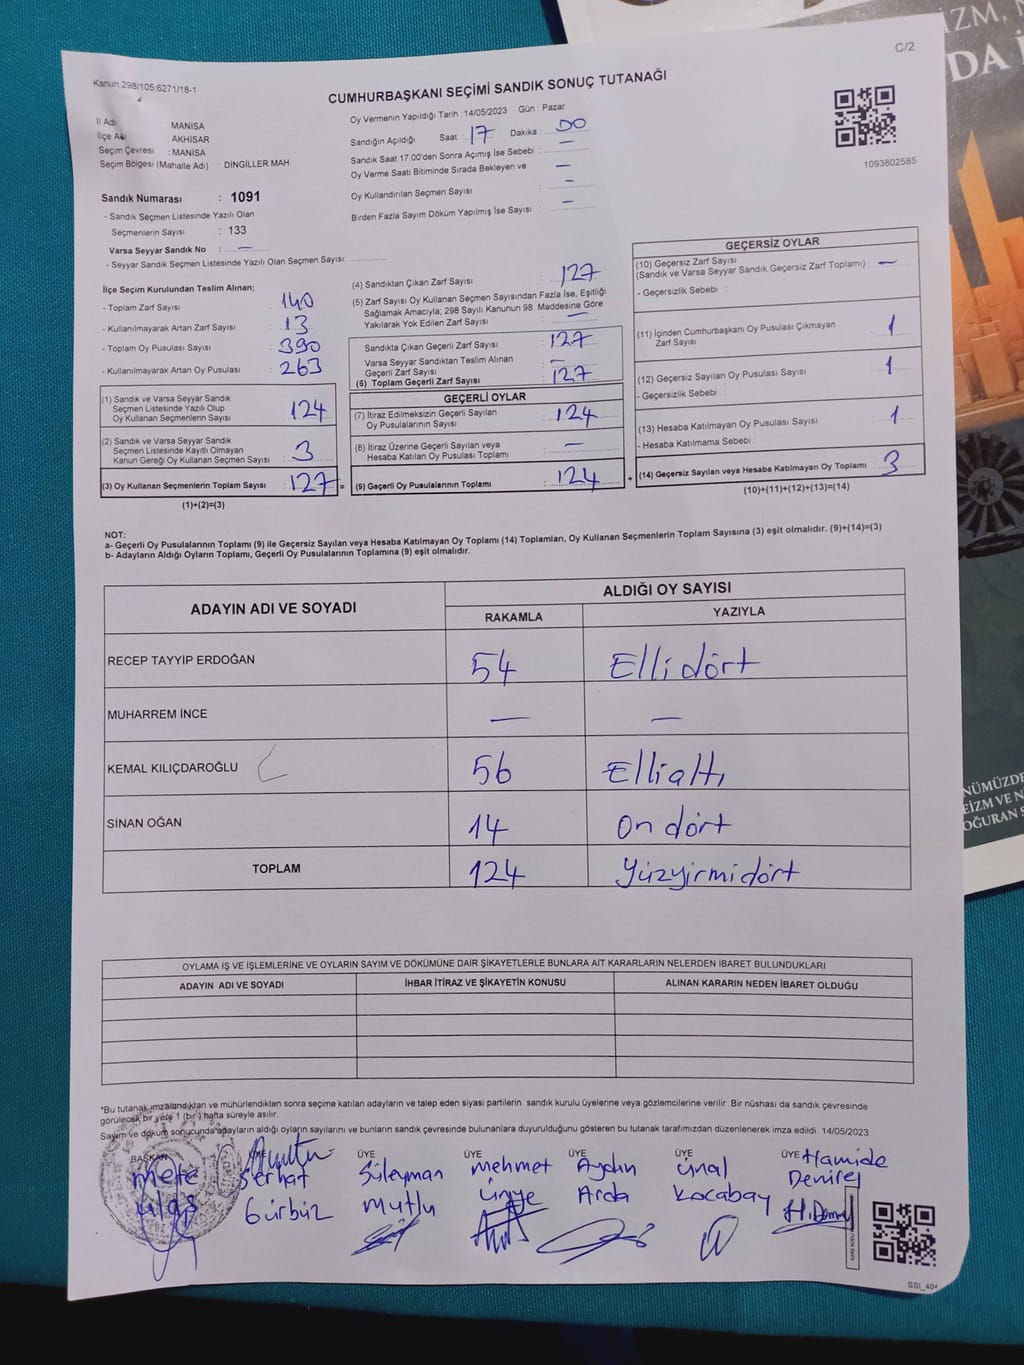 C/2
Kanun.298/105;6271/18-1
CUMHURBAŞKANI SEÇİMİ SANDIK SONUÇ TUTANAĞI
İl Adı : MANİSA
İlçe Adı : AKHİSAR
Seçim Çevresi : MANİSA
Seçim Bölgesi (Mahalle Adı) : DİNGİLLER MAH.
Sandık Numarası : 1091
- Sandık Seçmen Listesinde Yazılı Olan
Seçmenlerin Sayısı : 133
Varsa Seyyar Sandık No : —
- Seyyar Sandık Seçmen Listesinde Yazılı Olan Seçmen Sayısı:
Oy Vermenin Yapıldığı Tarih : 14/05/2023 Gün : Pazar
Sandığın Açıldığı Saat : 17 Dakika : 00
Sandık Saat 17:00'den Sonra Açımış İse Sebebi : —
Oy Verme Saati Bitiminde Sırada Bekleyen ve —
Oy Kullandırılan Seçmen Sayısı : —
Birden Fazla Sayım Döküm Yapılmış İse Sayısı : —
1093802585
İlçe Seçim Kurulundan Teslim Alınan;
- Toplam Zarf Sayısı : 140
- Kullanılmayarak Artan Zarf Sayısı : 13
- Toplam Oy Pusulası Sayısı : 390
- Kullanılmayarak Artan Oy Pusulası : 263
(1) Sandık ve Varsa Seyyar Sandık
Seçmen Listesinde Yazılı Olup
Oy Kullanan Seçmenlerin Sayısı : 124
(2) Sandık ve Varsa Seyyar Sandık
Seçmen Listesinde Kayıtlı Olmayan
Kanun Gereği Oy Kullanan Seçmen Sayısı : 3
(3) Oy Kullanan Seçmenlerin Toplam Sayısı : 127 =
(1)+(2)=(3)
(4) Sandıktan Çıkan Zarf Sayısı : 127
(5) Zarf Sayısı Oy Kullanan Seçmen Sayısından Fazla İse, Eşitliği
Sağlamak Amacıyla; 298 Sayılı Kanunun 98. Maddesine Göre
Yakılarak Yok Edilen Zarf Sayısı : —
Sandıkta Çıkan Geçerli Zarf Sayısı : 127
Varsa Seyyar Sandıktan Teslim Alınan
Geçerli Zarf Sayısı : —
(6) Toplam Geçerli Zarf Sayısı : 127
GEÇERLİ OYLAR
(7) İtiraz Edilmeksizin Geçerli Sayılan
Oy Pusulalarının Sayısı : 124
(8) İtiraz Üzerine Geçerli Sayılan veya
Hesaba Katılan Oy Pusulası Toplamı : —
(9) Geçerli Oy Pusulalarının Toplamı : 124 +
GEÇERSİZ OYLAR
(10) Geçersiz Zarf Sayısı
(Sandık ve Varsa Seyyar Sandık Geçersiz Zarf Toplamı) : —
- Geçersizlik Sebebi :
(11) İçinden Cumhurbaşkanı Oy Pusulası Çıkmayan
Zarf Sayısı : 1
(12) Geçersiz Sayılan Oy Pusulası Sayısı : 1
- Geçersizlik Sebebi :
(13) Hesaba Katılmayan Oy Pusulası Sayısı : 1
- Hesaba Katılmama Sebebi :
(14) Geçersiz Sayılan veya Hesaba Katılmayan Oy Toplamı : 3
(10)+(11)+(12)+(13)=(14)
NOT:
a- Geçerli Oy Pusulalarının Toplamı (9) ile Geçersiz Sayılan veya Hesaba Katılmayan Oy Toplamı (14) Toplamları, Oy Kullanan Seçmenlerin Toplam Sayısına (3) eşit olmalıdır. (9)+(14)=(3)
b- Adayların Aldığı Oyların Toplamı, Geçerli Oy Pusulalarının Toplamına (9) eşit olmalıdır.
ADAYIN ADI VE SOYADI ALDIĞI OY SAYISI
RAKAMLA YAZIYLA
RECEP TAYYİP ERDOĞAN 54 Elli dört
MUHARREM İNCE — —
KEMAL KILIÇDAROĞLU 56 Elli altı
SİNAN OĞAN 14 On dört
TOPLAM 124 Yüzyirmidört
OYLAMA İŞ VE İŞLEMLERİNE VE OYLARIN SAYIM VE DÖKÜMÜNE DAİR ŞİKAYETLERLE BUNLARA AİT KARARLARIN NELERDEN İBARET BULUNDUKLARI
ADAYIN ADI VE SOYADI İHBAR İTİRAZ VE ŞİKAYETİN KONUSU ALINAN KARARIN NEDEN İBARET OLDUĞU
*Bu tutanak imzalandıktan ve mühürlendikten sonra seçime katılan adayların ve talep eden siyasi partilerin sandık kurulu üyelerine veya gözlemcilerine verilir. Bir nüshası da sandık çevresinde
görülecek bir yere 1 (bir) hafta süreyle asılır.
Sayım ve döküm sonucunda adayların aldığı oyların sayılarını ve bunların sandık çevresinde bulunanlara duyurulduğunu gösteren bu tutanak tarafımızdan düzenlenerek imza edildi. 14/05/2023
BAŞKAN ÜYE ÜYE ÜYE ÜYE ÜYE
mete Serhat Süleyman mehmet Aydın Ünal Hamide
ulaş Gürbüz mutlu Ünye Arda Kocabay Demirel
H.Demirel
SSI_404
İZM,
DA İ
NÜMÜZDE
EİZM VE N
OĞURAN S